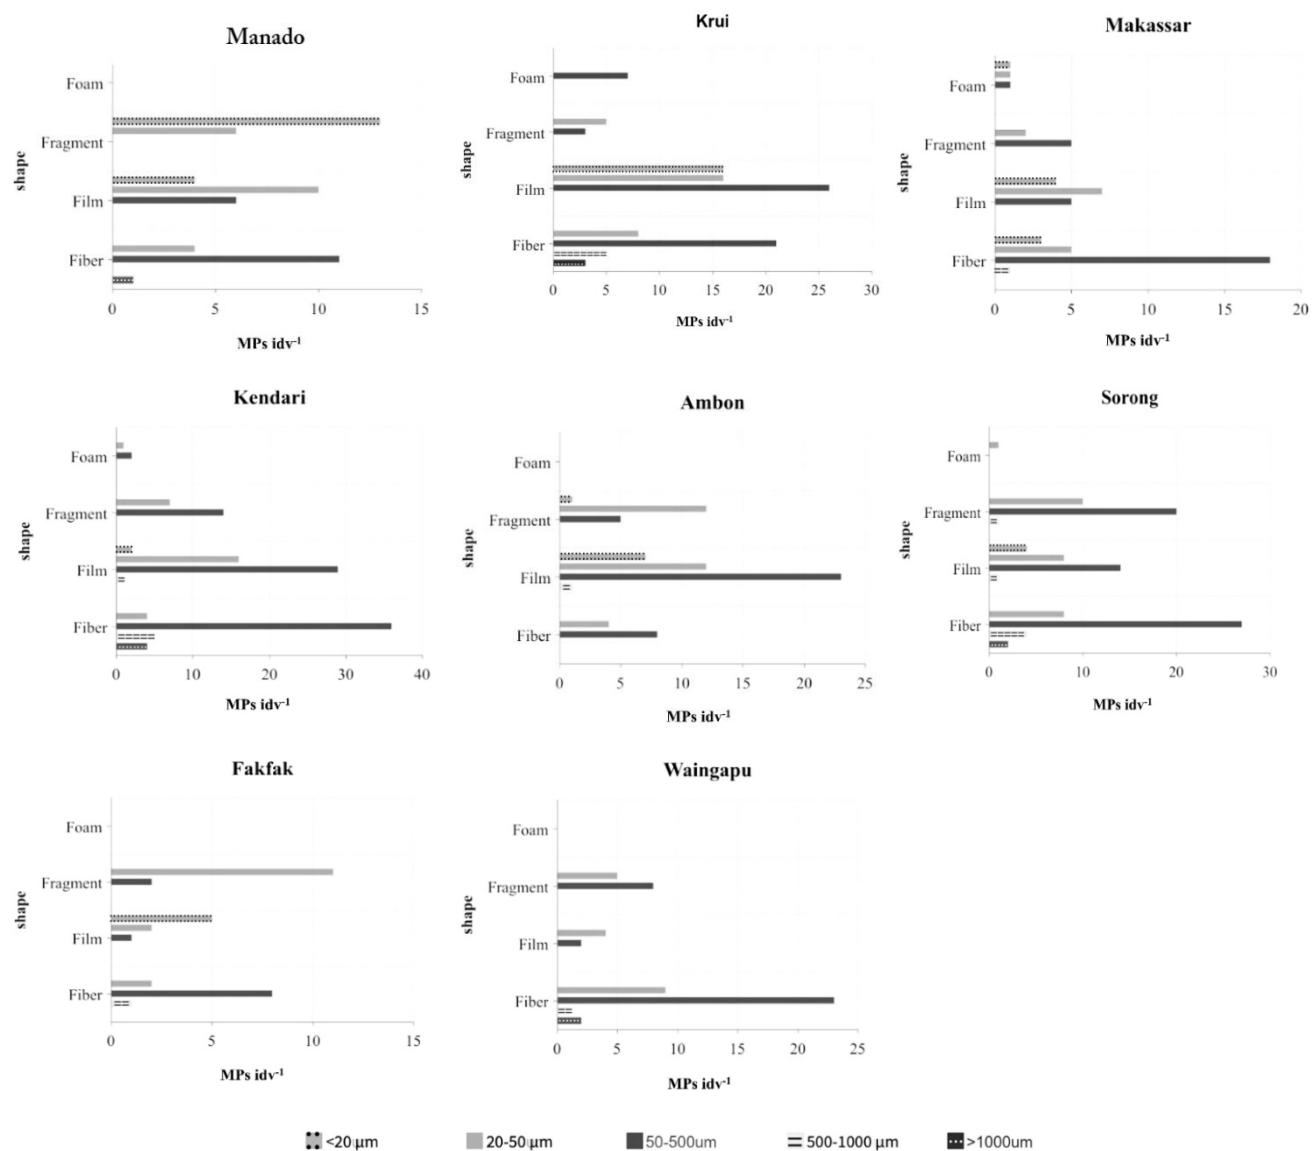 Manado
Foam
Fragment
Film
Fiber
shape
0 5 10 15
MPs idv-1
Krui
Foam
Fragment
Film
Fiber
shape
0 5 10 15 20 25 30
MPs idv-1
Makassar
Foam
Fragment
Film
Fiber
shape
0 5 10 15 20
MPs idv-1
Kendari
Foam
Fragment
Film
Fiber
shape
0 10 20 30 40
MPs idv-1
Ambon
Foam
Fragment
Film
Fiber
shape
0 5 10 15 20 25
MPs idv-1
Sorong
Foam
Fragment
Film
Fiber
shape
0 10 20 30
MPs idv-1
Fakfak
Foam
Fragment
Film
Fiber
shape
0 5 10 15
MPs idv-1
Waingapu
Foam
Fragment
Film
Fiber
shape
0 5 10 15 20 25
MPs idv-1
<20 µm 20-50 µm 50-500um 500-1000 µm >1000um